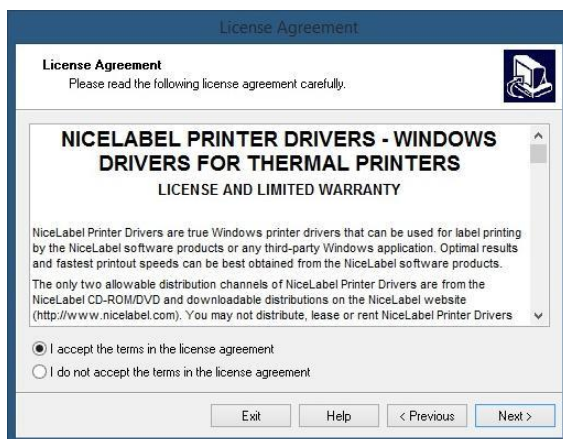 License Agreement
License Agreement
Please read the following license agreement carefully.
NICELABEL PRINTER DRIVERS - WINDOWS
DRIVERS FOR THERMAL PRINTERS
LICENSE AND LIMITED WARRANTY
NiceLabel Printer Drivers are true Windows printer drivers that can be used for label printing
by the NiceLabel software products or any third-party Windows application. Optimal results
and fastest printout speeds can be best obtained from the NiceLabel software products.
The only two allowable distribution channels of NiceLabel Printer Drivers are from the
NiceLabel CD-ROM/DVD and downloadable distributions on the NiceLabel website
(http://www.nicelabel.com). You may not distribute, lease or rent NiceLabel Printer Drivers
I accept the terms in the license agreement
I do not accept the terms in the license agreement
Exit Help < Previous Next >